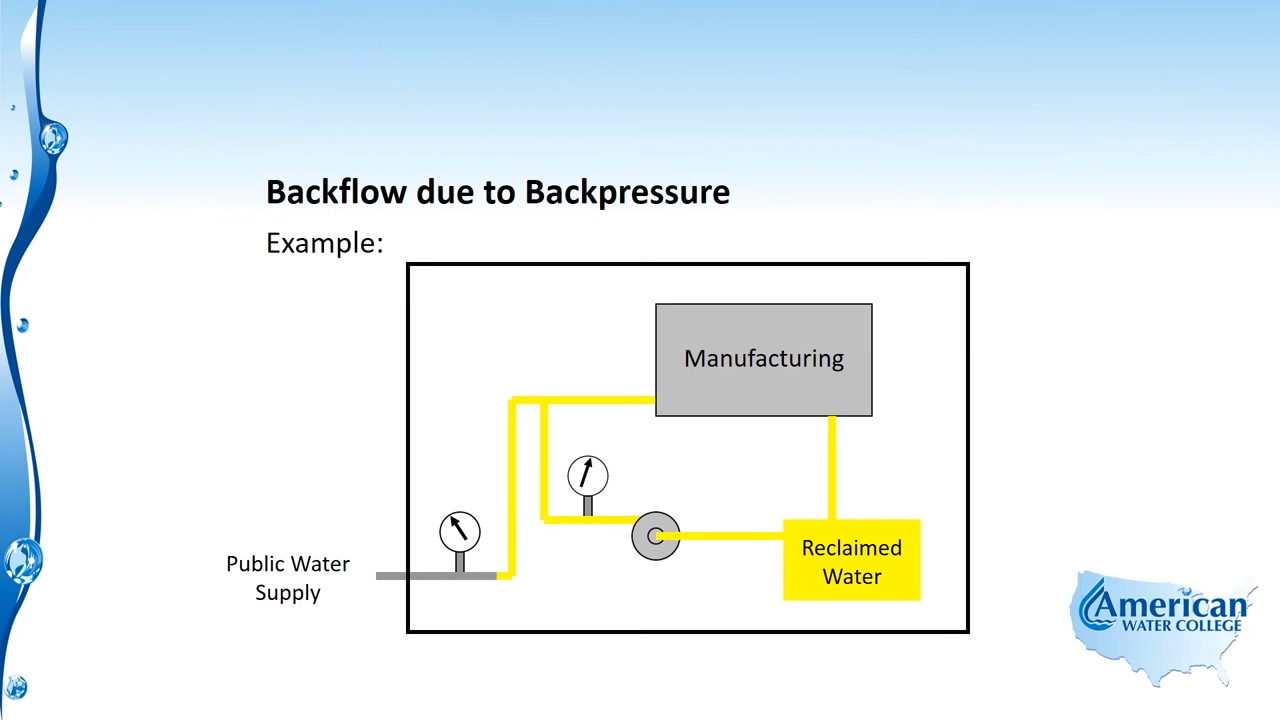 Backflow due to Backpressure
Example:
Manufacturing
Public Water
Supply
Reclaimed
Water
American
WATER COLLEGE